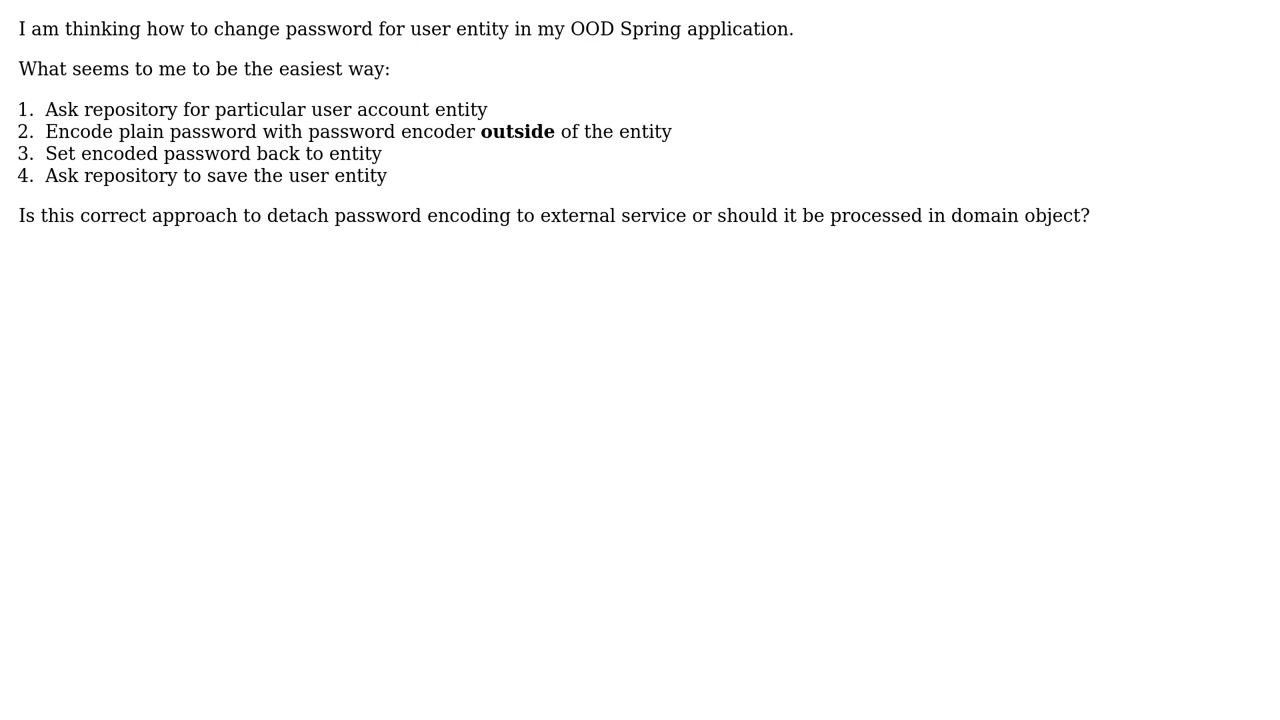 I am thinking how to change password for user entity in my OOD Spring application.
What seems to me to be the easiest way:
1. Ask repository for particular user account entity
2. Encode plain password with password encoder outside of the entity
3. Set encoded password back to entity
4. Ask repository to save the user entity
Is this correct approach to detach password encoding to external service or should it be processed in domain object?